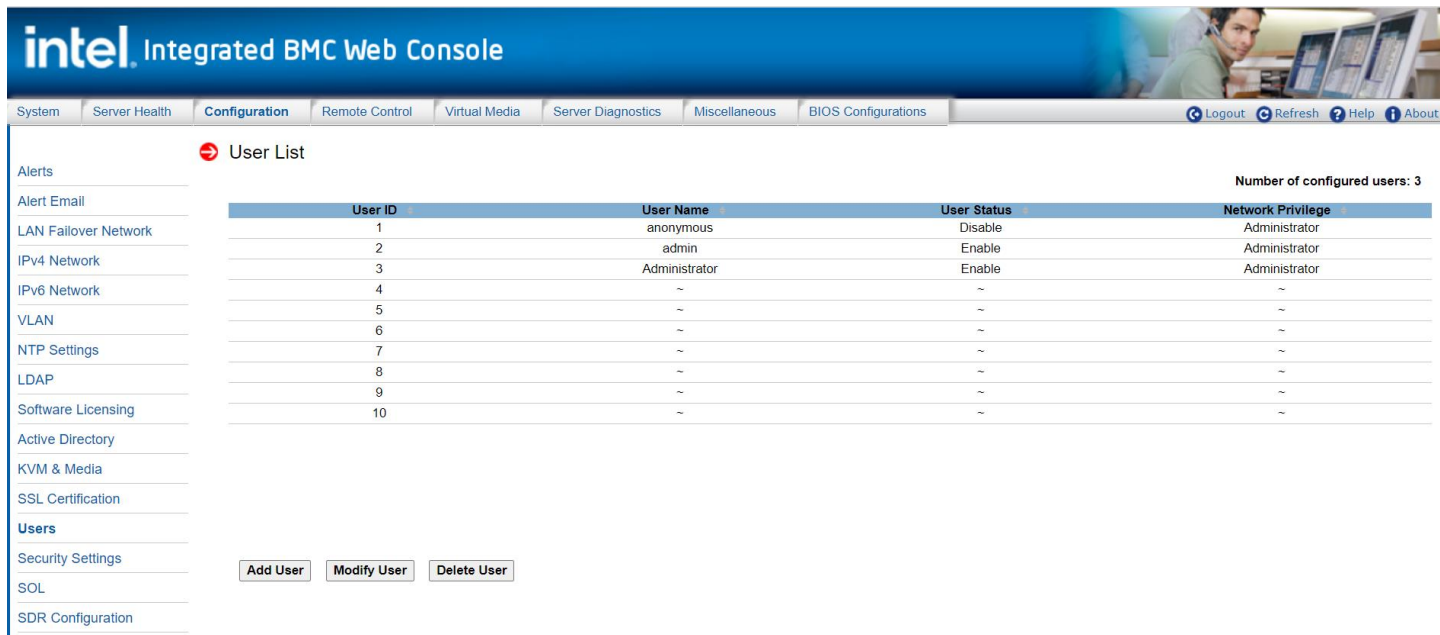 intel. Integrated BMC Web Console
System Server Health Configuration Remote Control Virtual Media Server Diagnostics Miscellaneous BIOS Configurations Logout Refresh Help About
User List
Number of configured users: 3
Alerts
Alert Email
LAN Failover Network
IPv4 Network
IPv6 Network
VLAN
NTP Settings
LDAP
Software Licensing
Active Directory
KVM & Media
SSL Certification
Users
Security Settings
SOL
SDR Configuration
User ID User Name User Status Network Privilege
1 anonymous Disable Administrator
2 admin Enable Administrator
3 Administrator Enable Administrator
4 ~ ~ ~
5 ~ ~ ~
6 ~ ~ ~
7 ~ ~ ~
8 ~ ~ ~
9 ~ ~ ~
10 ~ ~ ~
Add User Modify User Delete User